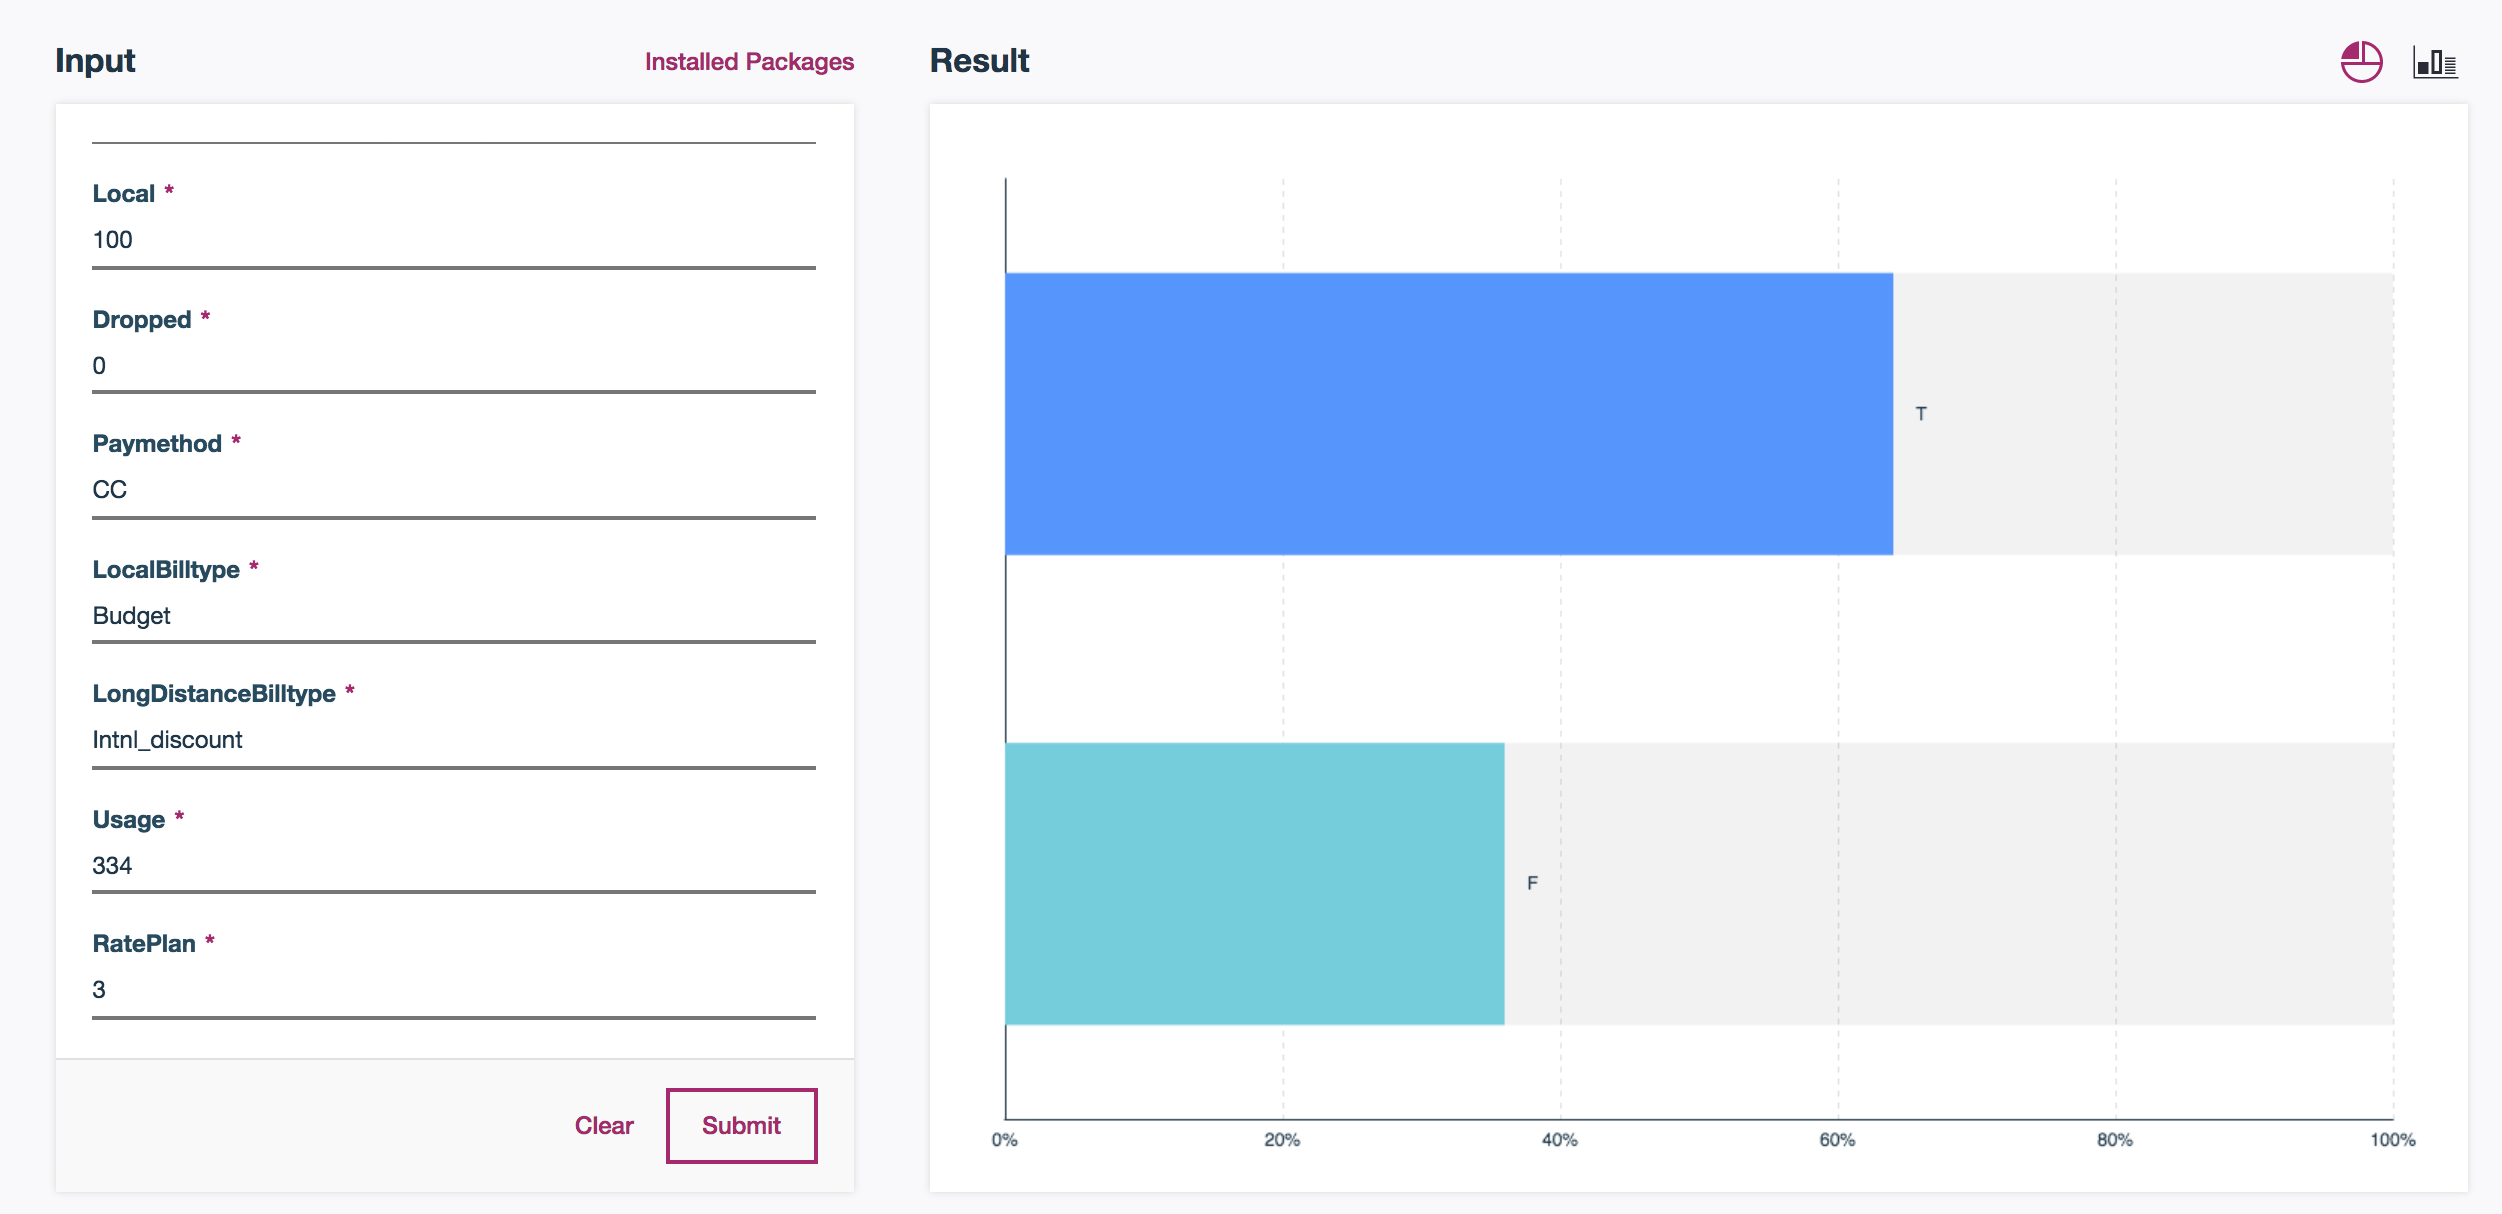 Input
Installed Packages
Local *
100
Dropped *
0
Paymethod *
CC
LocalBilltype *
Budget
LongDistanceBilltype *
Intnl_discount
Usage *
334
RatePlan *
3
Clear
Submit
Result
T
F
0% 20% 40% 60% 80% 100%